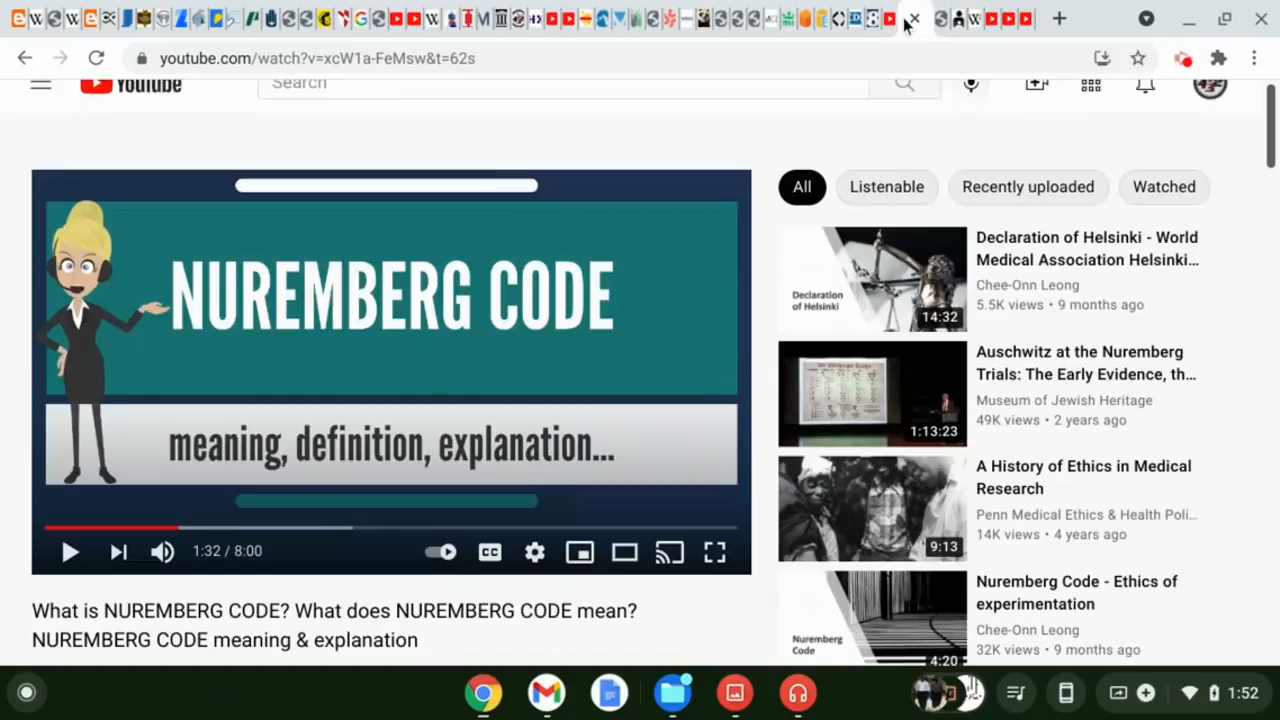 youtube.com/watch?v=xcW1a-FeMsw&t=62s
YouTube
Search
NUREMBERG CODE
meaning, definition, explanation...
1:32 / 8:00
CC
What is NUREMBERG CODE? What does NUREMBERG CODE mean?
NUREMBERG CODE meaning & explanation
All
Listenable
Recently uploaded
Watched
Declaration
of Helsinki
14:32
Declaration of Helsinki - World
Medical Association Helsinki...
Chee-Onn Leong
5.5K views • 9 months ago
1:13:23
Auschwitz at the Nuremberg
Trials: The Early Evidence, th...
Museum of Jewish Heritage
49K views • 2 years ago
9:13
A History of Ethics in Medical
Research
Penn Medical Ethics & Health Poli...
14K views • 4 years ago
Nuremberg
Code
4:20
Nuremberg Code - Ethics of
experimentation
Chee-Onn Leong
32K views • 9 months ago
1:52